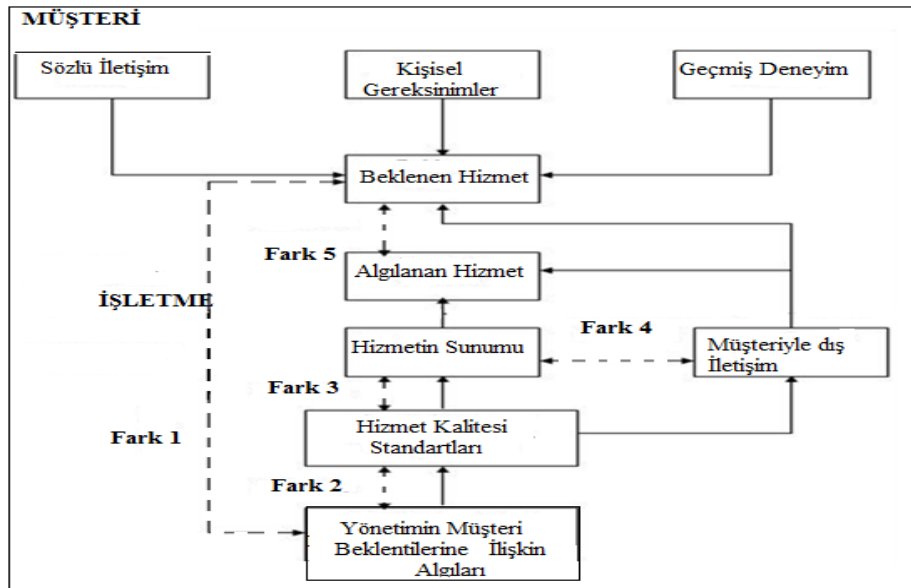 MÜŞTERİ
Sözlü İletişim
Kişisel
Gereksinimler
Geçmiş Deneyim
Beklenen Hizmet
Fark 5
Algılanan Hizmet
İŞLETME
Hizmetin Sunumu
Fark 4
Müşteriyle dış
İletişim
Fark 3
Hizmet Kalitesi
Standartları
Fark 1
Fark 2
Yönetimin Müşteri
Beklentilerine İlişkin
Algıları